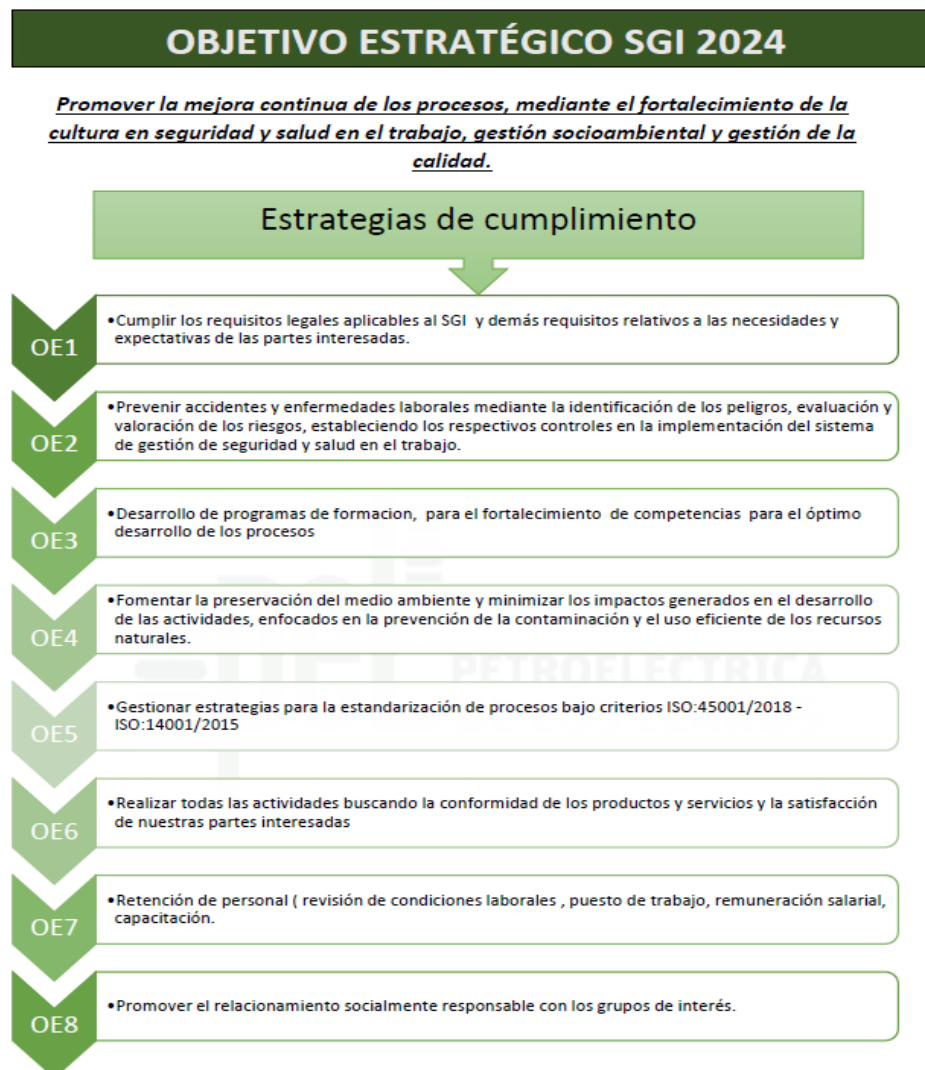 OBJETIVO ESTRATÉGICO SGI 2024
Promover la mejora continua de los procesos, mediante el fortalecimiento de la
cultura en seguridad y salud en el trabajo, gestión socioambiental y gestión de la
calidad.
Estrategias de cumplimiento
OE1
•Cumplir los requisitos legales aplicables al SGI y demás requisitos relativos a las necesidades y
expectativas de las partes interesadas.
OE2
•Prevenir accidentes y enfermedades laborales mediante la identificación de los peligros, evaluación y
valoración de los riesgos, estableciendo los respectivos controles en la implementación del sistema
de gestión de seguridad y salud en el trabajo.
OE3
•Desarrollo de programas de formacion, para el fortalecimiento de competencias para el óptimo
desarrollo de los procesos
OE4
•Fomentar la preservación del medio ambiente y minimizar los impactos generados en el desarrollo
de las actividades, enfocados en la prevención de la contaminación y el uso eficiente de los recursos
naturales.
PETROELECTRICA
OE5
•Gestionar estrategias para la estandarización de procesos bajo criterios ISO:45001/2018 -
ISO:14001/2015
OE6
•Realizar todas las actividades buscando la conformidad de los productos y servicios y la satisfacción
de nuestras partes interesadas
OE7
•Retención de personal ( revisión de condiciones laborales , puesto de trabajo, remuneración salarial,
capacitación.
OE8
•Promover el relacionamiento socialmente responsable con los grupos de interés.